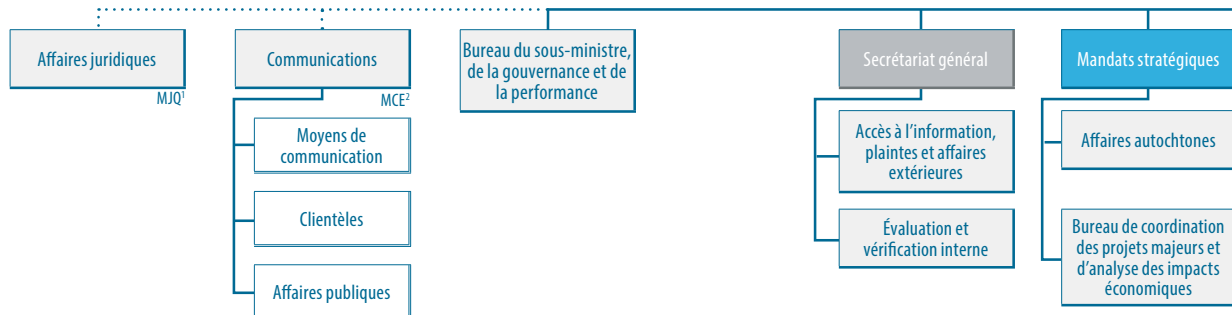 Affaires juridiques
MJQ¹
Communications
MCE²
Moyens de
communication
Clientèles
Affaires publiques
Bureau du sous-ministre,
de la gouvernance et de
la performance
Secrétariat général
Accès à l'information,
plaintes et affaires
extérieures
Évaluation et
vérification interne
Mandats stratégiques
Affaires autochtones
Bureau de coordination
des projets majeurs et
d'analyse des impacts
économiques